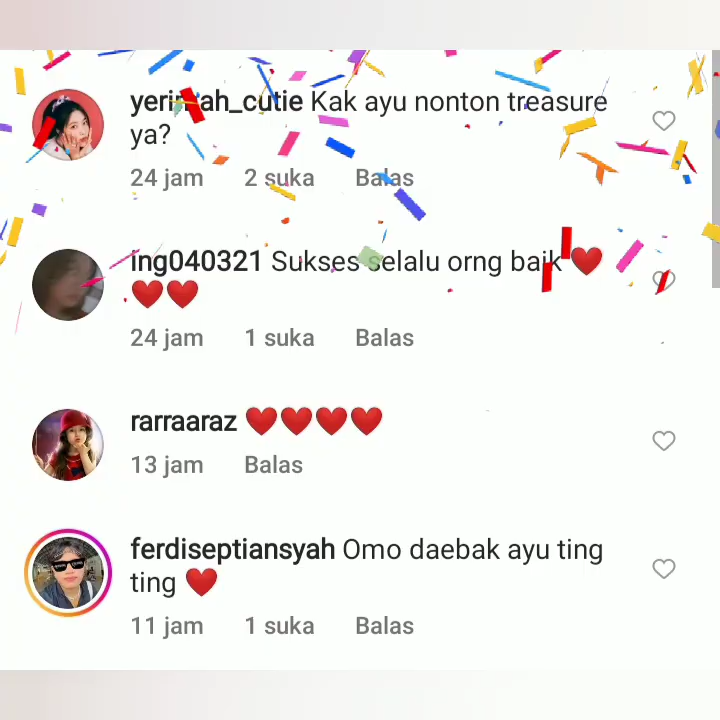 Kak ayu nonton treasure
ya?
24 jam 2 suka Balas
ing040321 Sukses selalu orng baik ❤️
❤️❤️
24 jam 1 suka Balas
rarraaraz ❤️❤️❤️❤️
13 jam Balas
ferdiseptiansyah Omo daebak ayu ting
ting ❤️
11 jam 1 suka Balas